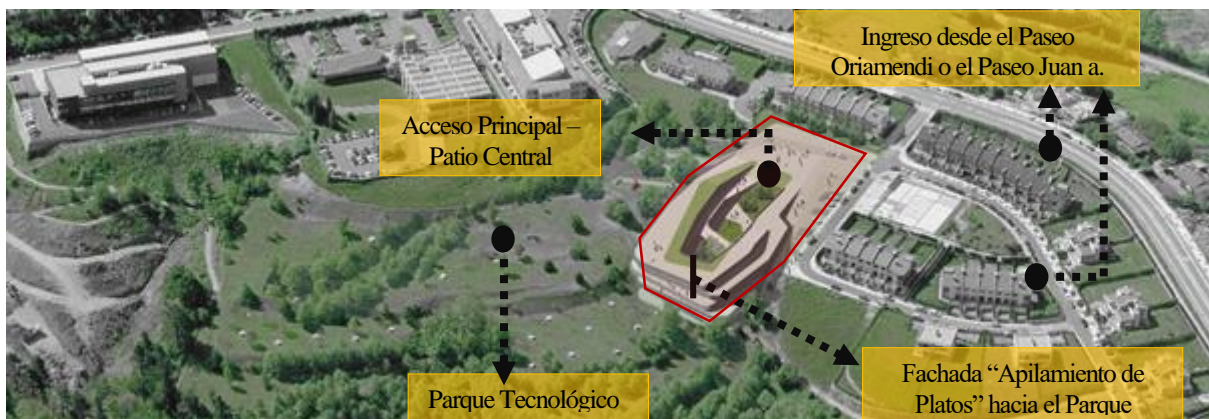 Ingreso desde el Paseo
Oriamendi o el Paseo Juan a.
Acceso Principal –
Patio Central
Parque Tecnológico
Fachada “Apilamiento de
Platos” hacia el Parque